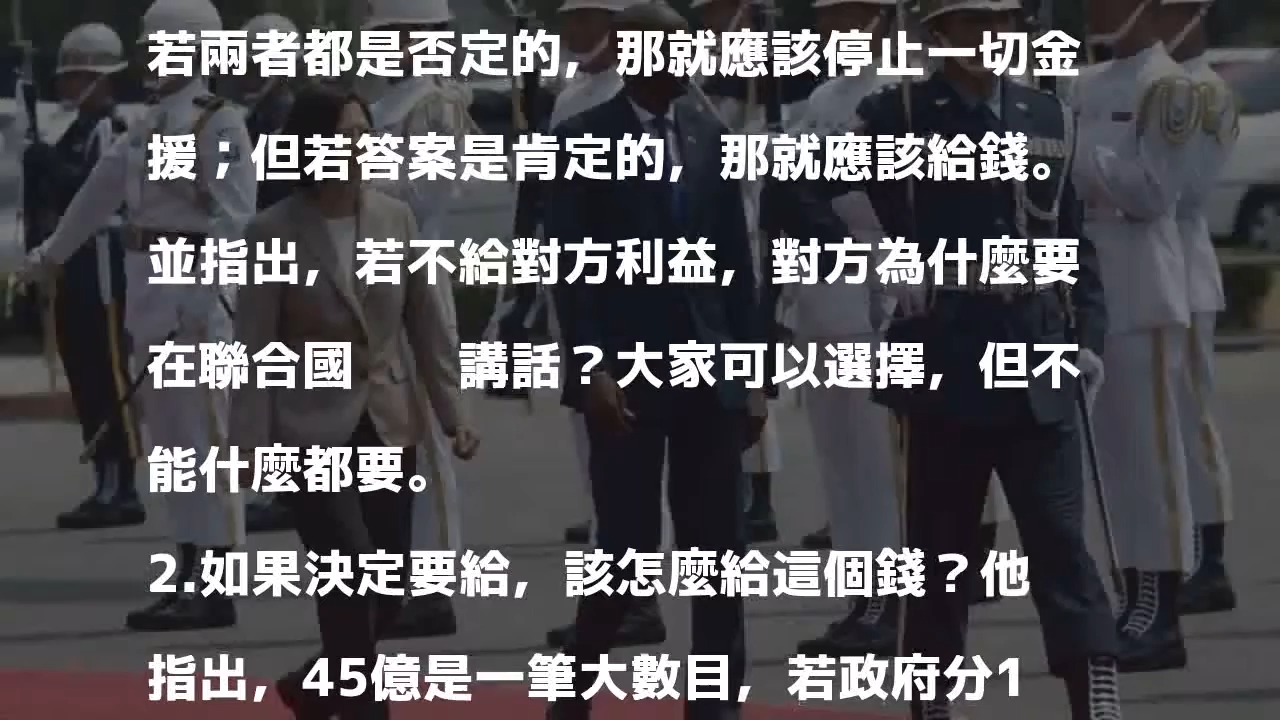 若兩者都是否定的，那就應該停止一切金
援；但若答案是肯定的，那就應該給錢。
並指出，若不給對方利益，對方為什麼要
在聯合國　　講話？大家可以選擇，但不
能什麼都要。
2.如果決定要給，該怎麼給這個錢？他
指出，45億是一筆大數目，若政府分1